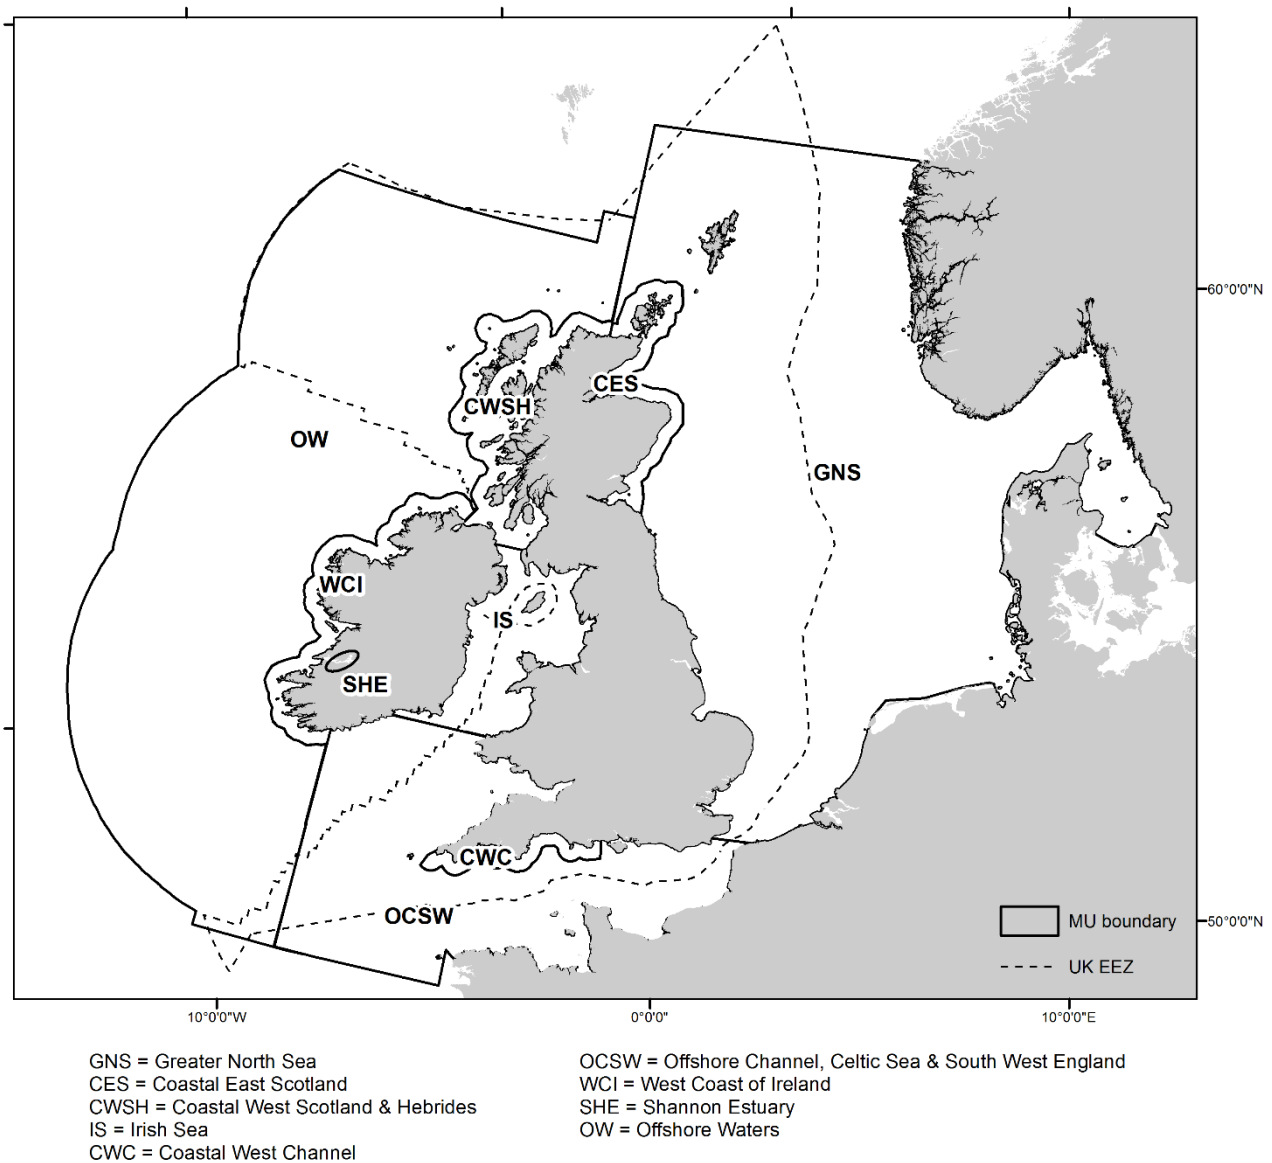 60°0'0"N
CES
CWSH
OW
GNS
WCI
IS
SHE
CWC
OCSW
MU boundary
50°0'0"N
UK EEZ
10°0'0"W
0°0'0"
10°0'0"E
GNS = Greater North Sea
CES = Coastal East Scotland
CWSH = Coastal West Scotland & Hebrides
IS = Irish Sea
CWC = Coastal West Channel
OCSW = Offshore Channel, Celtic Sea & South West England
WCI = West Coast of Ireland
SHE = Shannon Estuary
OW = Offshore Waters